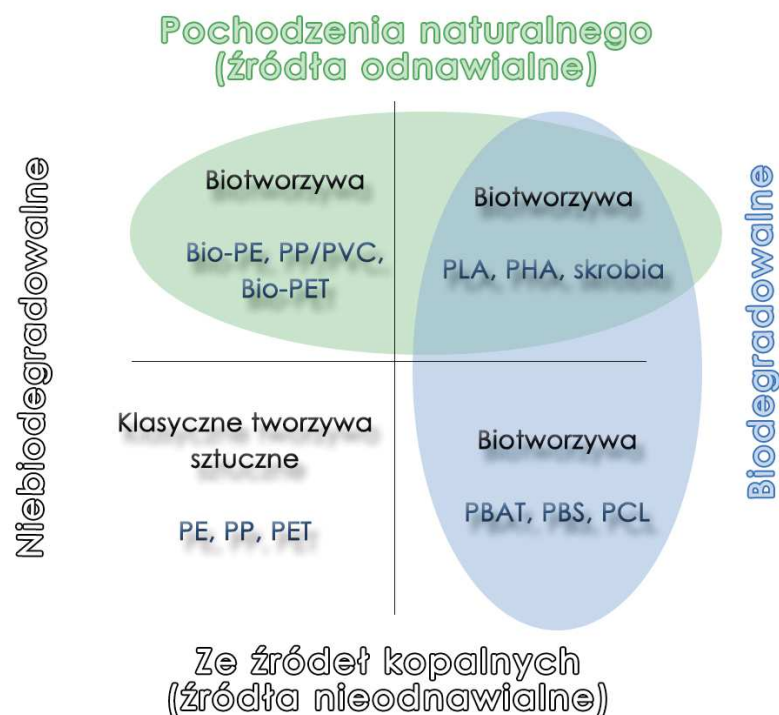 Pochodzenia naturalnego
(źródła odnawialne)
Niebiodegradowalne
Biotworzywa
Bio-PE, PP/PVC,
Bio-PET
Biotworzywa
PLA, PHA, skrobia
Biodegradowalne
Klasyczne tworzywa
sztuczne
PE, PP, PET
Biotworzywa
PBAT, PBS, PCL
Ze źródeł kopalnych
(źródła nieodnawialne)